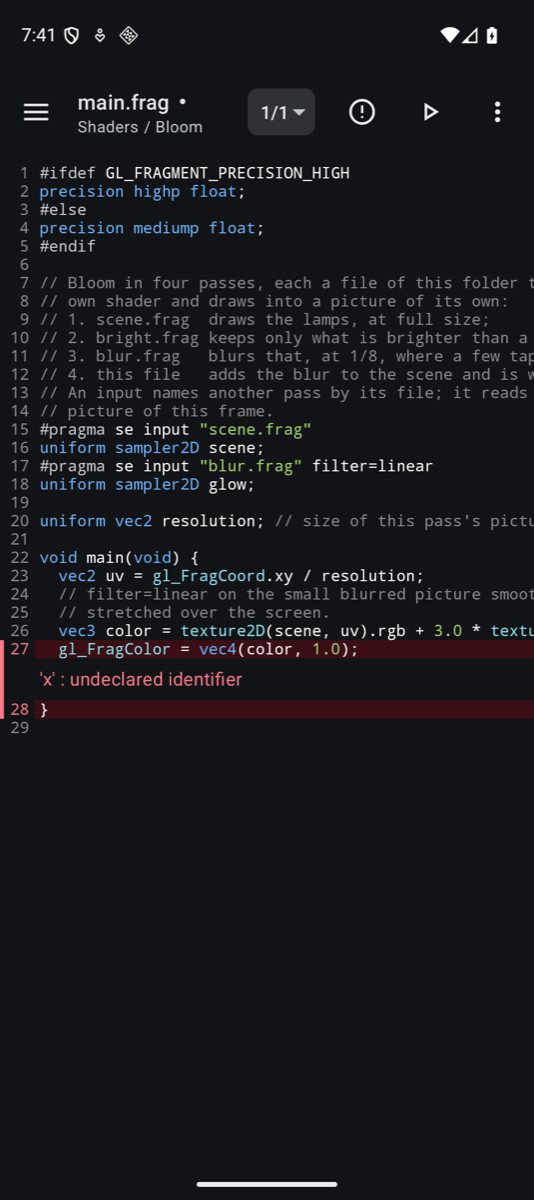 7:41
main.frag •
Shaders / Bloom
1/1
1 #ifdef GL_FRAGMENT_PRECISION_HIGH
2 precision highp float;
3 #else
4 precision mediump float;
5 #endif
6
7 // Bloom in four passes, each a file of this folder t
8 // own shader and draws into a picture of its own:
9 // 1. scene.frag  draws the lamps, at full size;
10 // 2. bright.frag keeps only what is brighter than a
11 // 3. blur.frag   blurs that, at 1/8, where a few tap
12 // 4. this file   adds the blur to the scene and is w
13 // An input names another pass by its file; it reads
14 // picture of this frame.
15 #pragma se input "scene.frag"
16 uniform sampler2D scene;
17 #pragma se input "blur.frag" filter=linear
18 uniform sampler2D glow;
19
20 uniform vec2 resolution; // size of this pass's pictu
21
22 void main(void) {
23   vec2 uv = gl_FragCoord.xy / resolution;
24   // filter=linear on the small blurred picture smoot
25   // stretched over the screen.
26   vec3 color = texture2D(scene, uv).rgb + 3.0 * textu
27   gl_FragColor = vec4(color, 1.0);
'x' : undeclared identifier
28 }
29